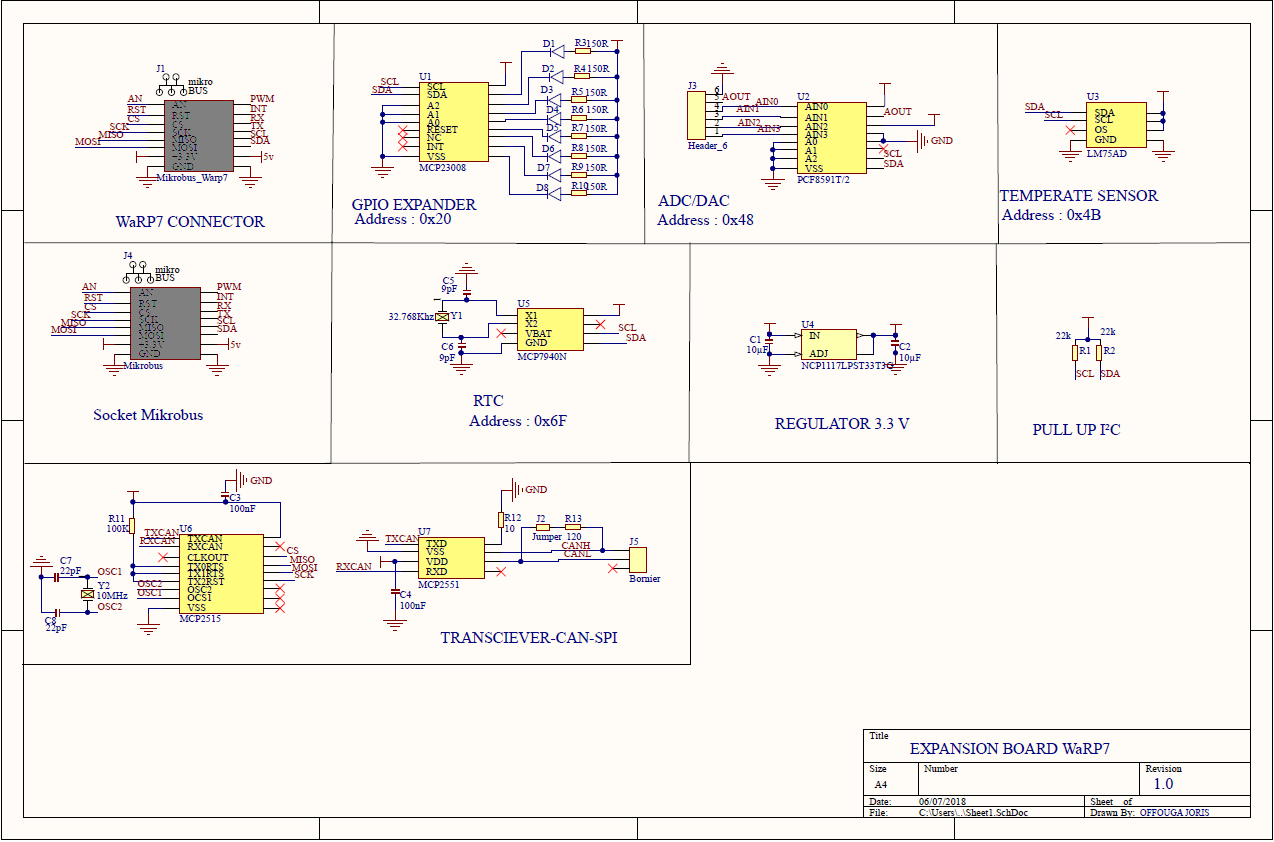 J1
mikro
BUS
AN
RST
CS
SCK
MISO
MOSI
AN
RST
CS
SCK
MISO
MOSI
+3.3V
GND
PWM
INT
RX
TX
SCL
SDA
5v
Mikrobus_Warp7
WaRP7 CONNECTOR
U1
SCL
SDA
SCL
SDA
A2
A1
A0
RESET
NC
INT
VSS
MCP23008
D1
R3 150R
D2
R4 150R
D3
R5 150R
D4
R6 150R
D5
R7 150R
D6
R8 150R
D7
R9 150R
D8
R10 150R
GPIO EXPANDER
Address : 0x20
J3
6
5
4
3
2
1
Header_6
AOUT
AIN0
AIN1
AIN2
AIN3
U2
AIN0
AIN1
AIN2
AIN3
A0
A1
A2
VSS
PCF8591T/2
AOUT
GND
SCL
SDA
ADC/DAC
Address : 0x48
U3
SDA
SCL
SDA
SCL
OS
GND
LM75AD
TEMPERATE SENSOR
Address : 0x4B
J4
mikro
BUS
AN
RST
CS
SCK
MISO
MOSI
AN
RST
CS
SCK
MISO
MOSI
+3.3V
GND
PWM
INT
RX
TX
SCL
SDA
5v
Mikrobus
Socket Mikrobus
C5
9pF
32.768Khz
Y1
C6
9pF
U5
X1
X2
VBAT
GND
MCP7940N
SCL
SDA
RTC
Address : 0x6F
C1
10µF
U4
IN
ADJ
NCP1117LPST33T3G
C2
10µF
REGULATOR 3.3 V
22k
22k
R1
R2
SCL
SDA
PULL UP I²C
GND
C3
100nF
R11
100K
U6
TXCAN
RXCAN
TXCAN
RXCAN
CLKOUT
TX0RTS
TX1RTS
TX2RST
OSC2
OCS1
VSS
MCP2515
CS
MISO
MOSI
SCK
OSC2
OSC1
C7
22pF
OSC1
Y2
10MHz
OSC2
C8
22pF
GND
R12
10
J2
Jumper
R13
120
U7
TXCAN
TXD
VSS
VDD
RXD
MCP2551
RXCAN
C4
100nF
CANH
CANL
J5
Bornier
TRANSCIEVER-CAN-SPI
Title
EXPANSION BOARD WaRP7
Size
A4
Number
Revision
1.0
Date: 06/07/2018
Sheet of
File: C:\Users\..\Sheet1.SchDoc
Drawn By: OFFOUGA JORIS